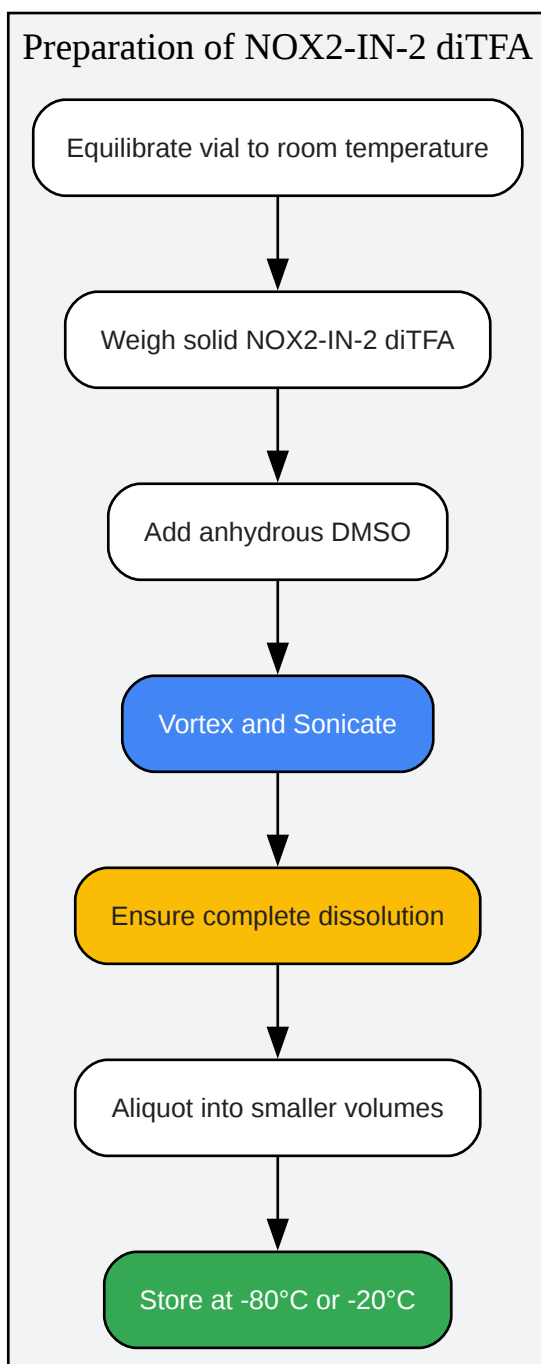 Preparation of NOX2-IN-2 diTFA
Equilibrate vial to room temperature
Weigh solid NOX2-IN-2 diTFA
Add anhydrous DMSO
Vortex and Sonicate
Ensure complete dissolution
Aliquot into smaller volumes
Store at -80°C or -20°C